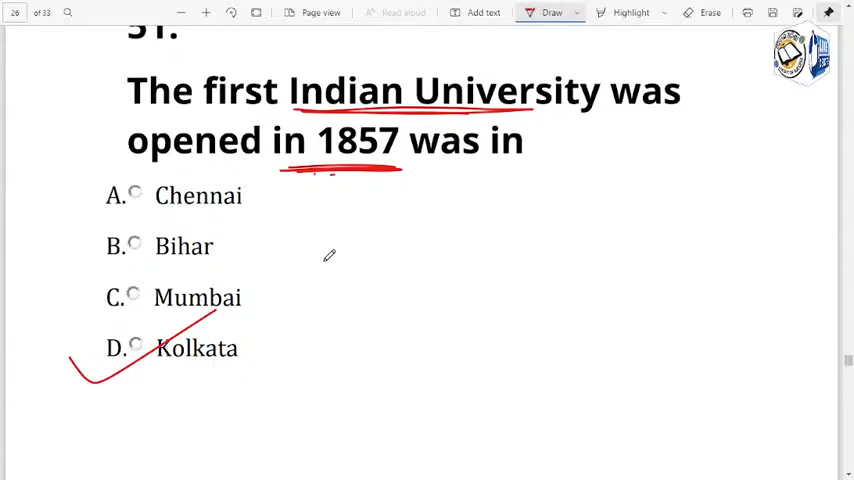 26 of 33 Page view Add text Draw Highlight Erase
Read aloud
51.
The first Indian University was
opened in 1857 was in
A. Chennai
B. Bihar
C. Mumbai
D. Kolkata